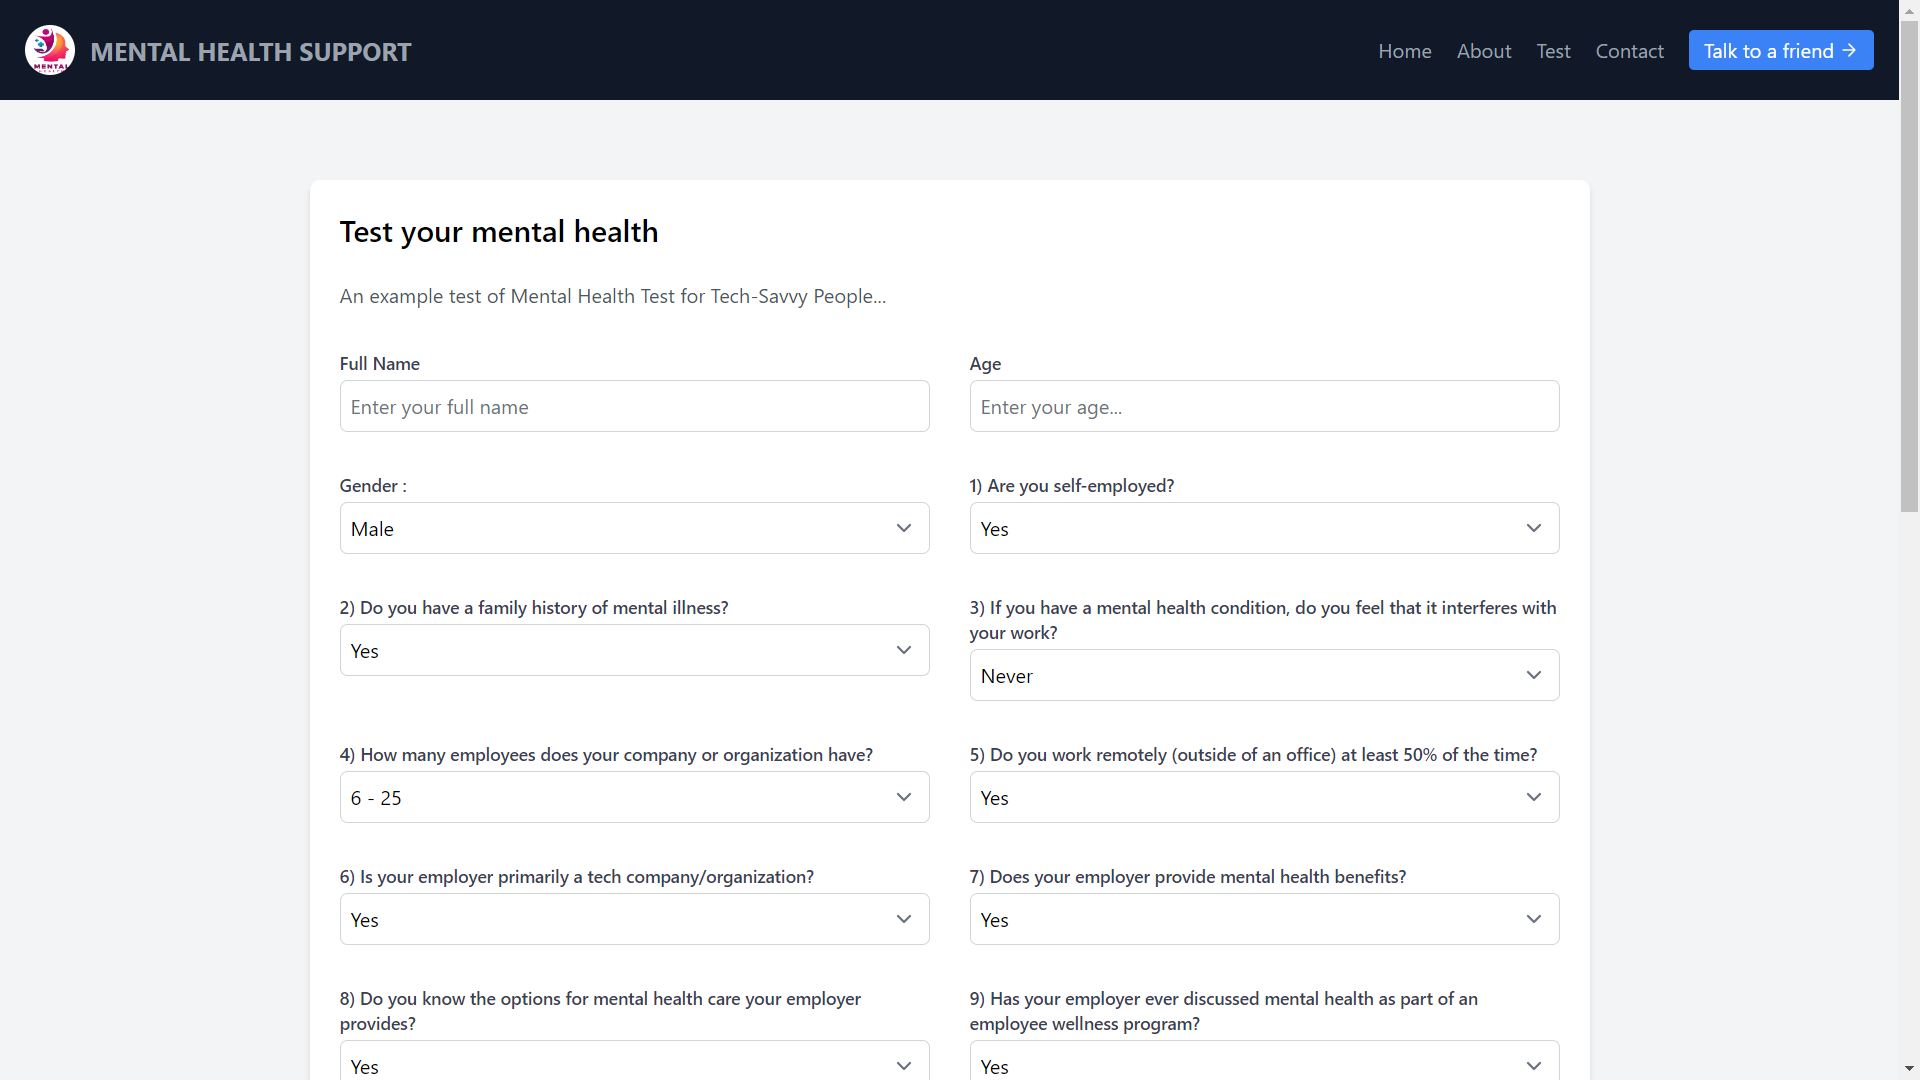 MENTAL
MENTAL HEALTH SUPPORT
Home About Test Contact Talk to a friend →
Test your mental health
An example test of Mental Health Test for Tech-Savvy People...
Full Name
Enter your full name
Age
Enter your age...
Gender :
Male
1) Are you self-employed?
Yes
2) Do you have a family history of mental illness?
Yes
3) If you have a mental health condition, do you feel that it interferes with
your work?
Never
4) How many employees does your company or organization have?
6 - 25
5) Do you work remotely (outside of an office) at least 50% of the time?
Yes
6) Is your employer primarily a tech company/organization?
Yes
7) Does your employer provide mental health benefits?
Yes
8) Do you know the options for mental health care your employer
provides?
Yes
9) Has your employer ever discussed mental health as part of an
employee wellness program?
Yes